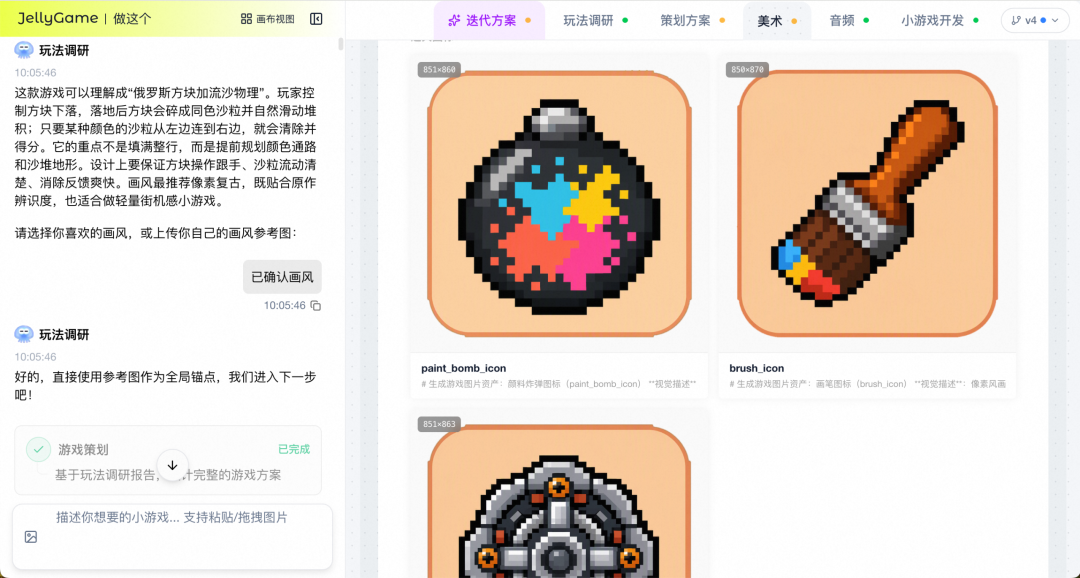 JellyGame | 做这个
画布视图
迭代方案
玩法调研
策划方案
美术
音频
小游戏开发
v4
玩法调研
10:05:46
这款游戏可以理解成“俄罗斯方块加流沙物理”。玩家控
制方块下落，落地后方块会碎成同色沙粒并自然滑动堆
积；只要某种颜色的沙粒从左边连到右边，就会清除并
得分。它的重点不是填满整行，而是提前规划颜色通路
和沙堆地形。设计上要保证方块操作跟手、沙粒流动清
楚、消除反馈爽快。画风最推荐像素复古，既贴合原作
辨识度，也适合做轻量街机感小游戏。
请选择你喜欢的画风，或上传你自己的画风参考图：
已确认画风
10:05:46
玩法调研
10:05:46
好的，直接使用参考图作为全局锚点，我们进入下一步
吧！
游戏策划
已完成
基于玩法调研报告，
计完整的游戏方案
描述你想要的小游戏... 支持粘贴/拖拽图片
851×860
paint_bomb_icon
# 生成游戏图片资产：颜料炸弹图标（paint_bomb_icon） **视觉描述**
850×870
brush_icon
# 生成游戏图片资产：画笔图标（brush_icon） **视觉描述**：像素风画
851×863